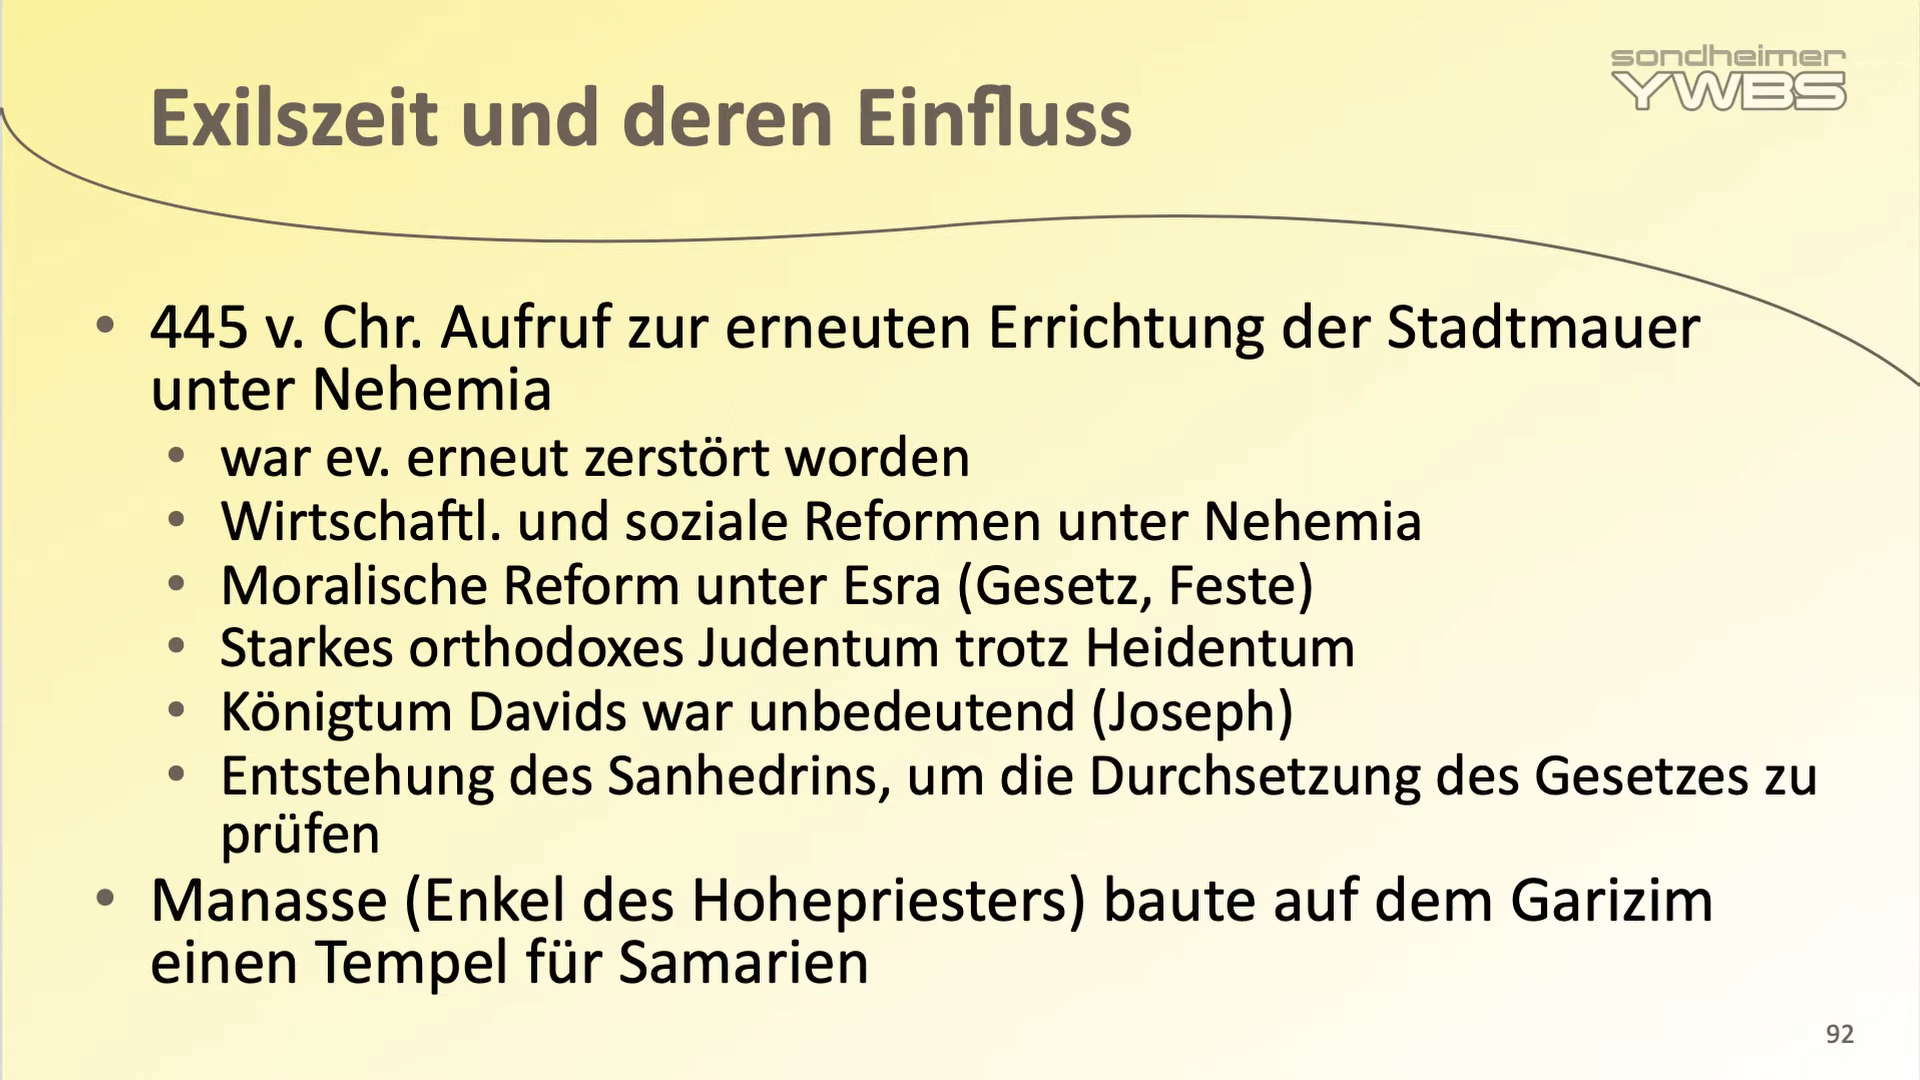 sondheimer
YWBS
Exilszeit und deren Einfluss
• 445 v. Chr. Aufruf zur erneuten Errichtung der Stadtmauer
unter Nehemia
• war ev. erneut zerstört worden
• Wirtschaftl. und soziale Reformen unter Nehemia
• Moralische Reform unter Esra (Gesetz, Feste)
• Starkes orthodoxes Judentum trotz Heidentum
• Königtum Davids war unbedeutend (Joseph)
• Entstehung des Sanhedrins, um die Durchsetzung des Gesetzes zu
prüfen
• Manasse (Enkel des Hohepriesters) baute auf dem Garizim
einen Tempel für Samarien
92